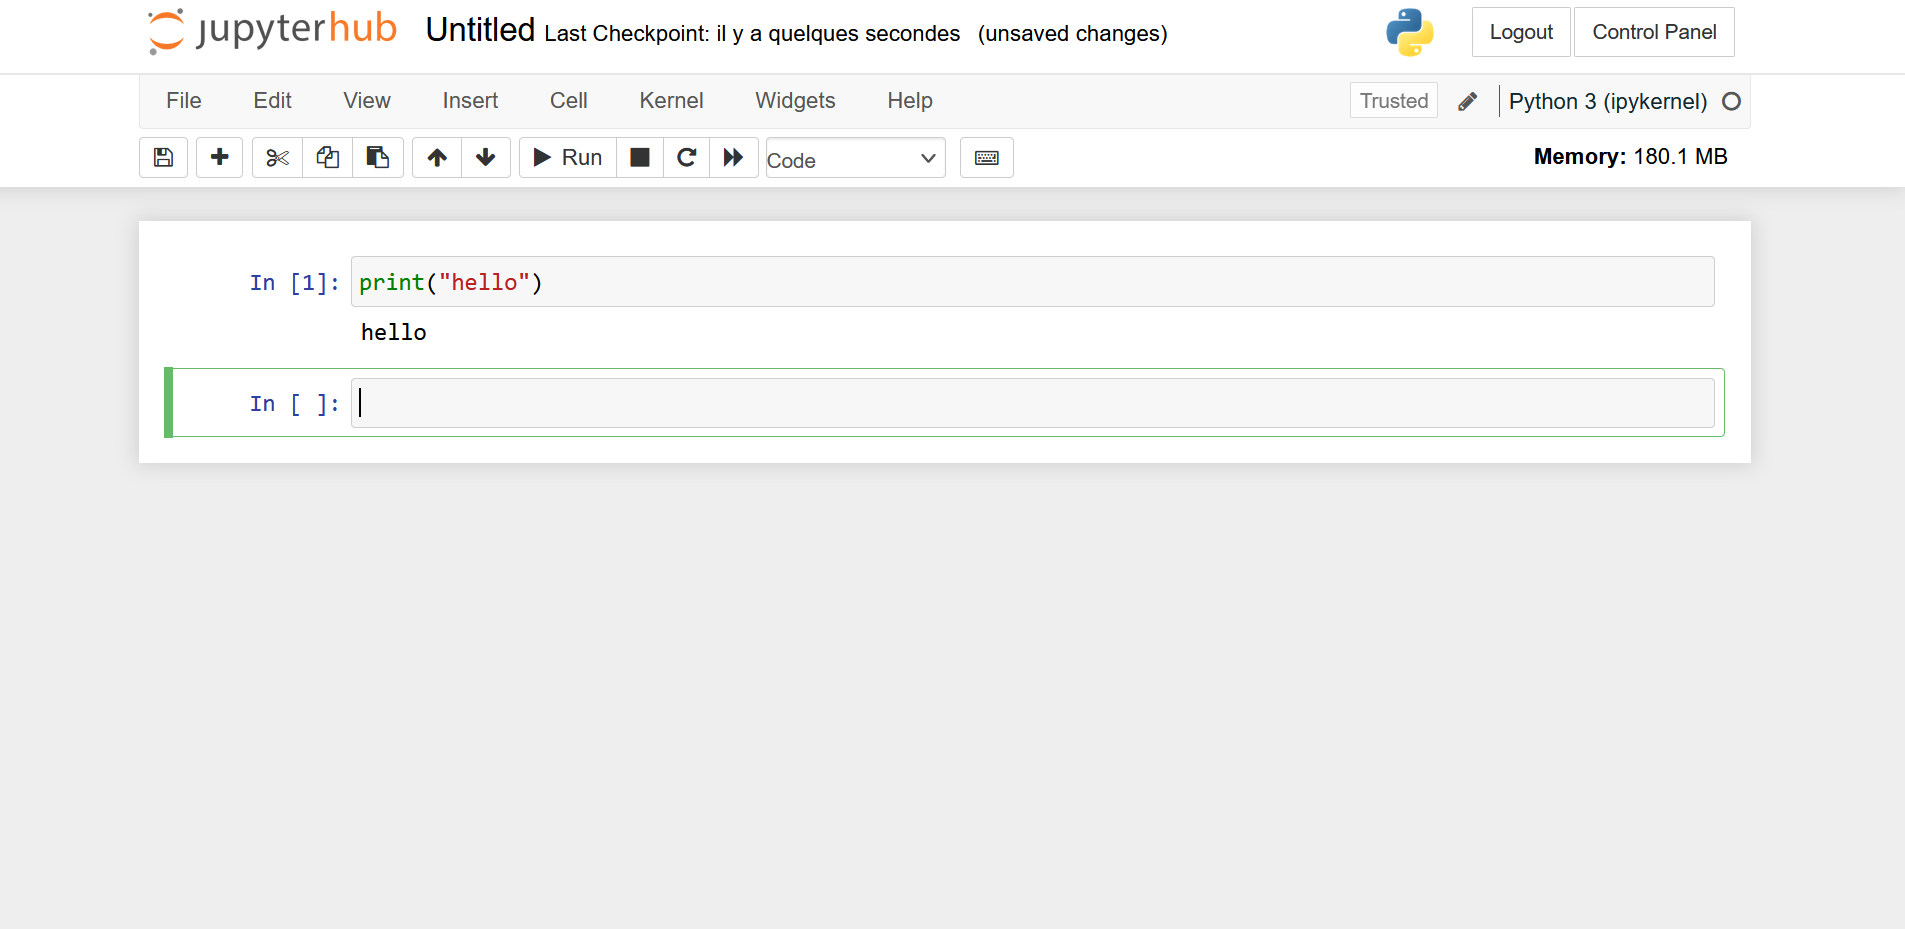 jupyterhub Untitled Last Checkpoint: il y a quelques secondes (unsaved changes) Logout Control Panel
File Edit View Insert Cell Kernel Widgets Help Trusted Python 3 (ipykernel)
Run Code Memory: 180.1 MB
In [1]: print("hello")
hello
In [ ]: